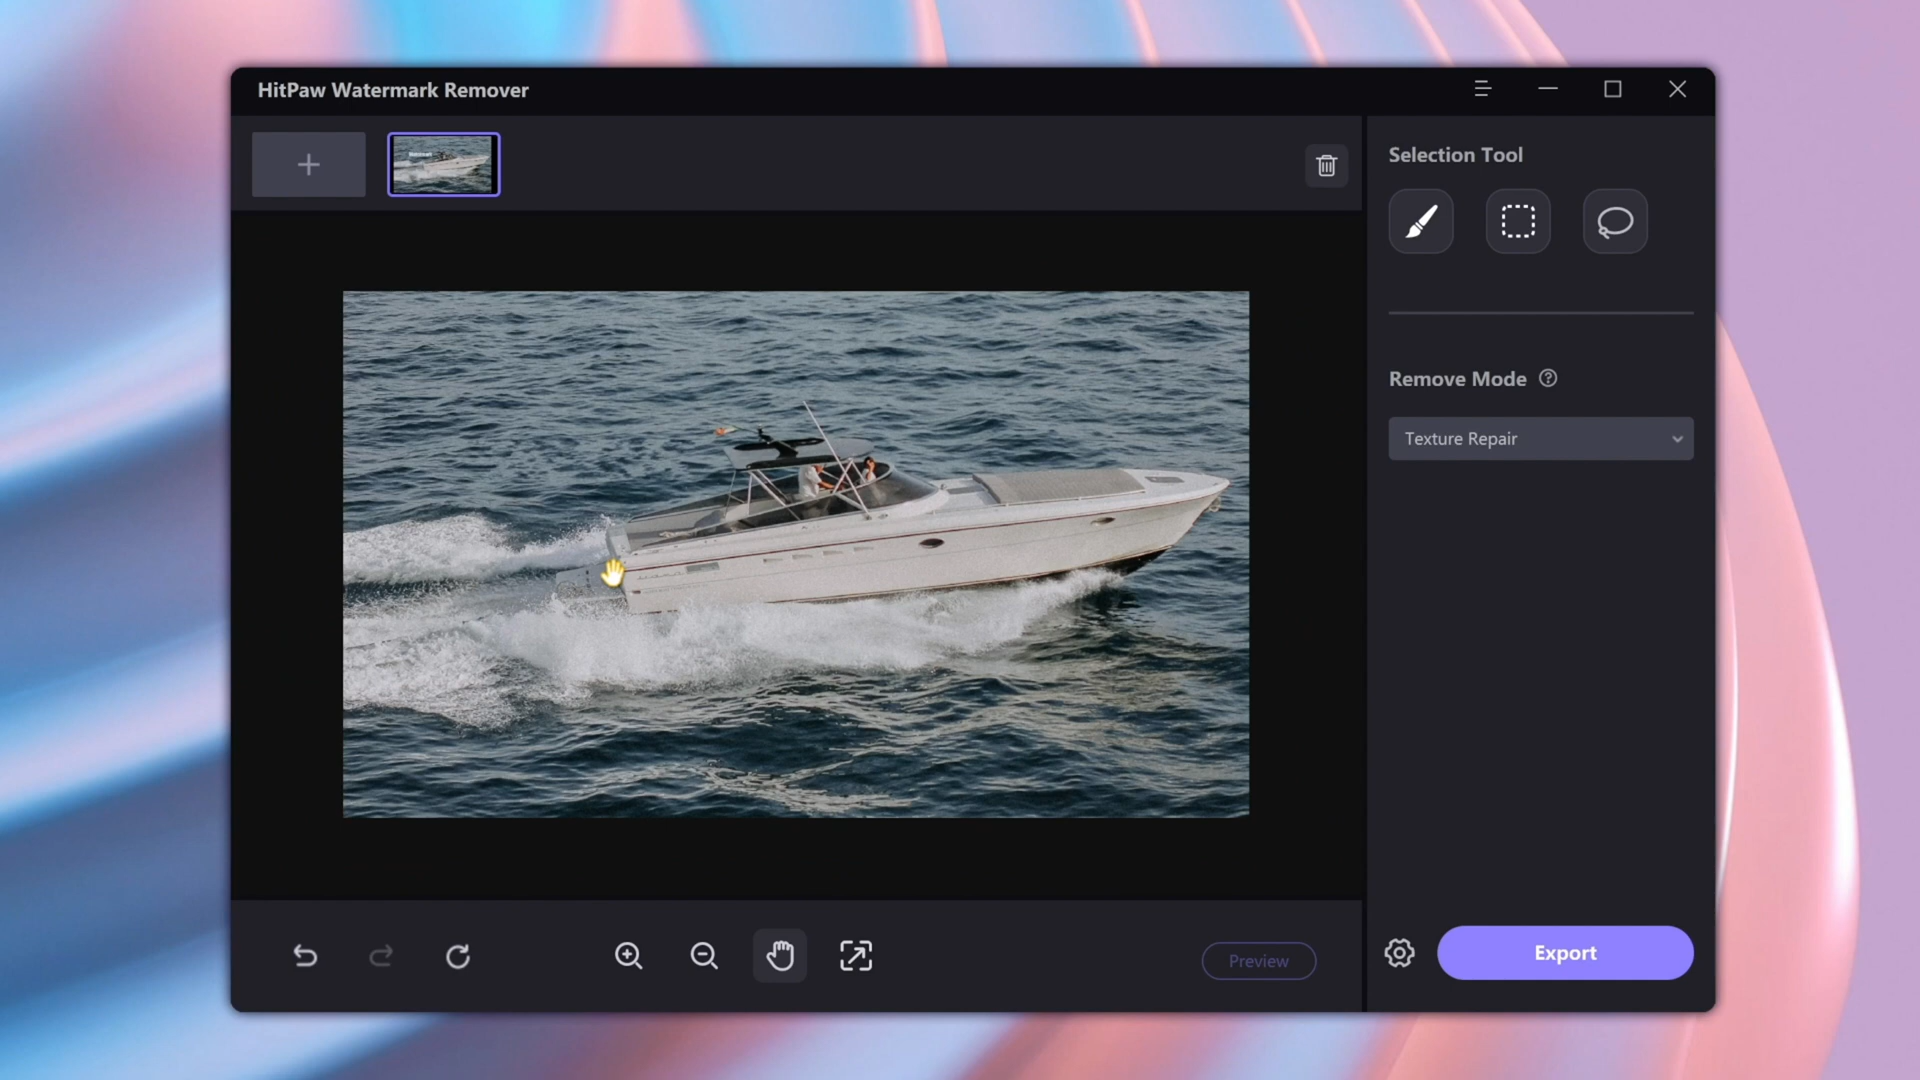 HitPaw Watermark Remover
Selection Tool
Remove Mode
Texture Repair
Preview
Export